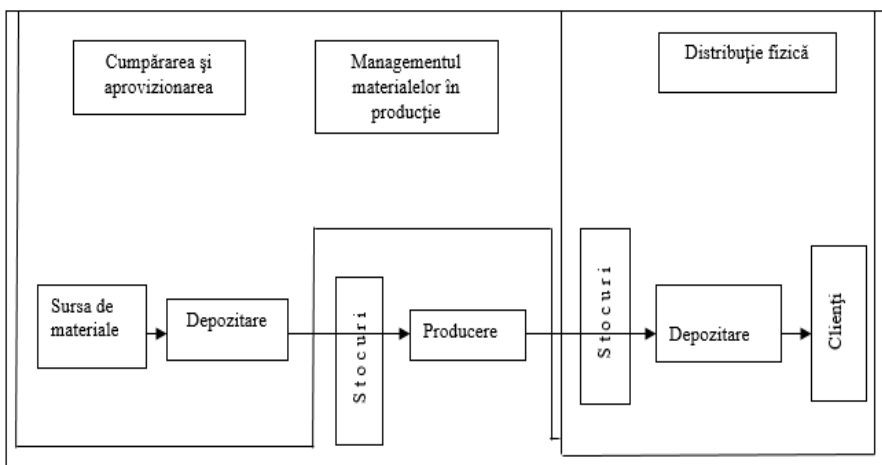 Cumpărarea şi
aprovizionarea
Managementul
materialelor în
producţie
Distribuţie fizică
Sursa de
materiale
Depozitare
Stocuri
Producere
Stocuri
Depozitare
Clienţi